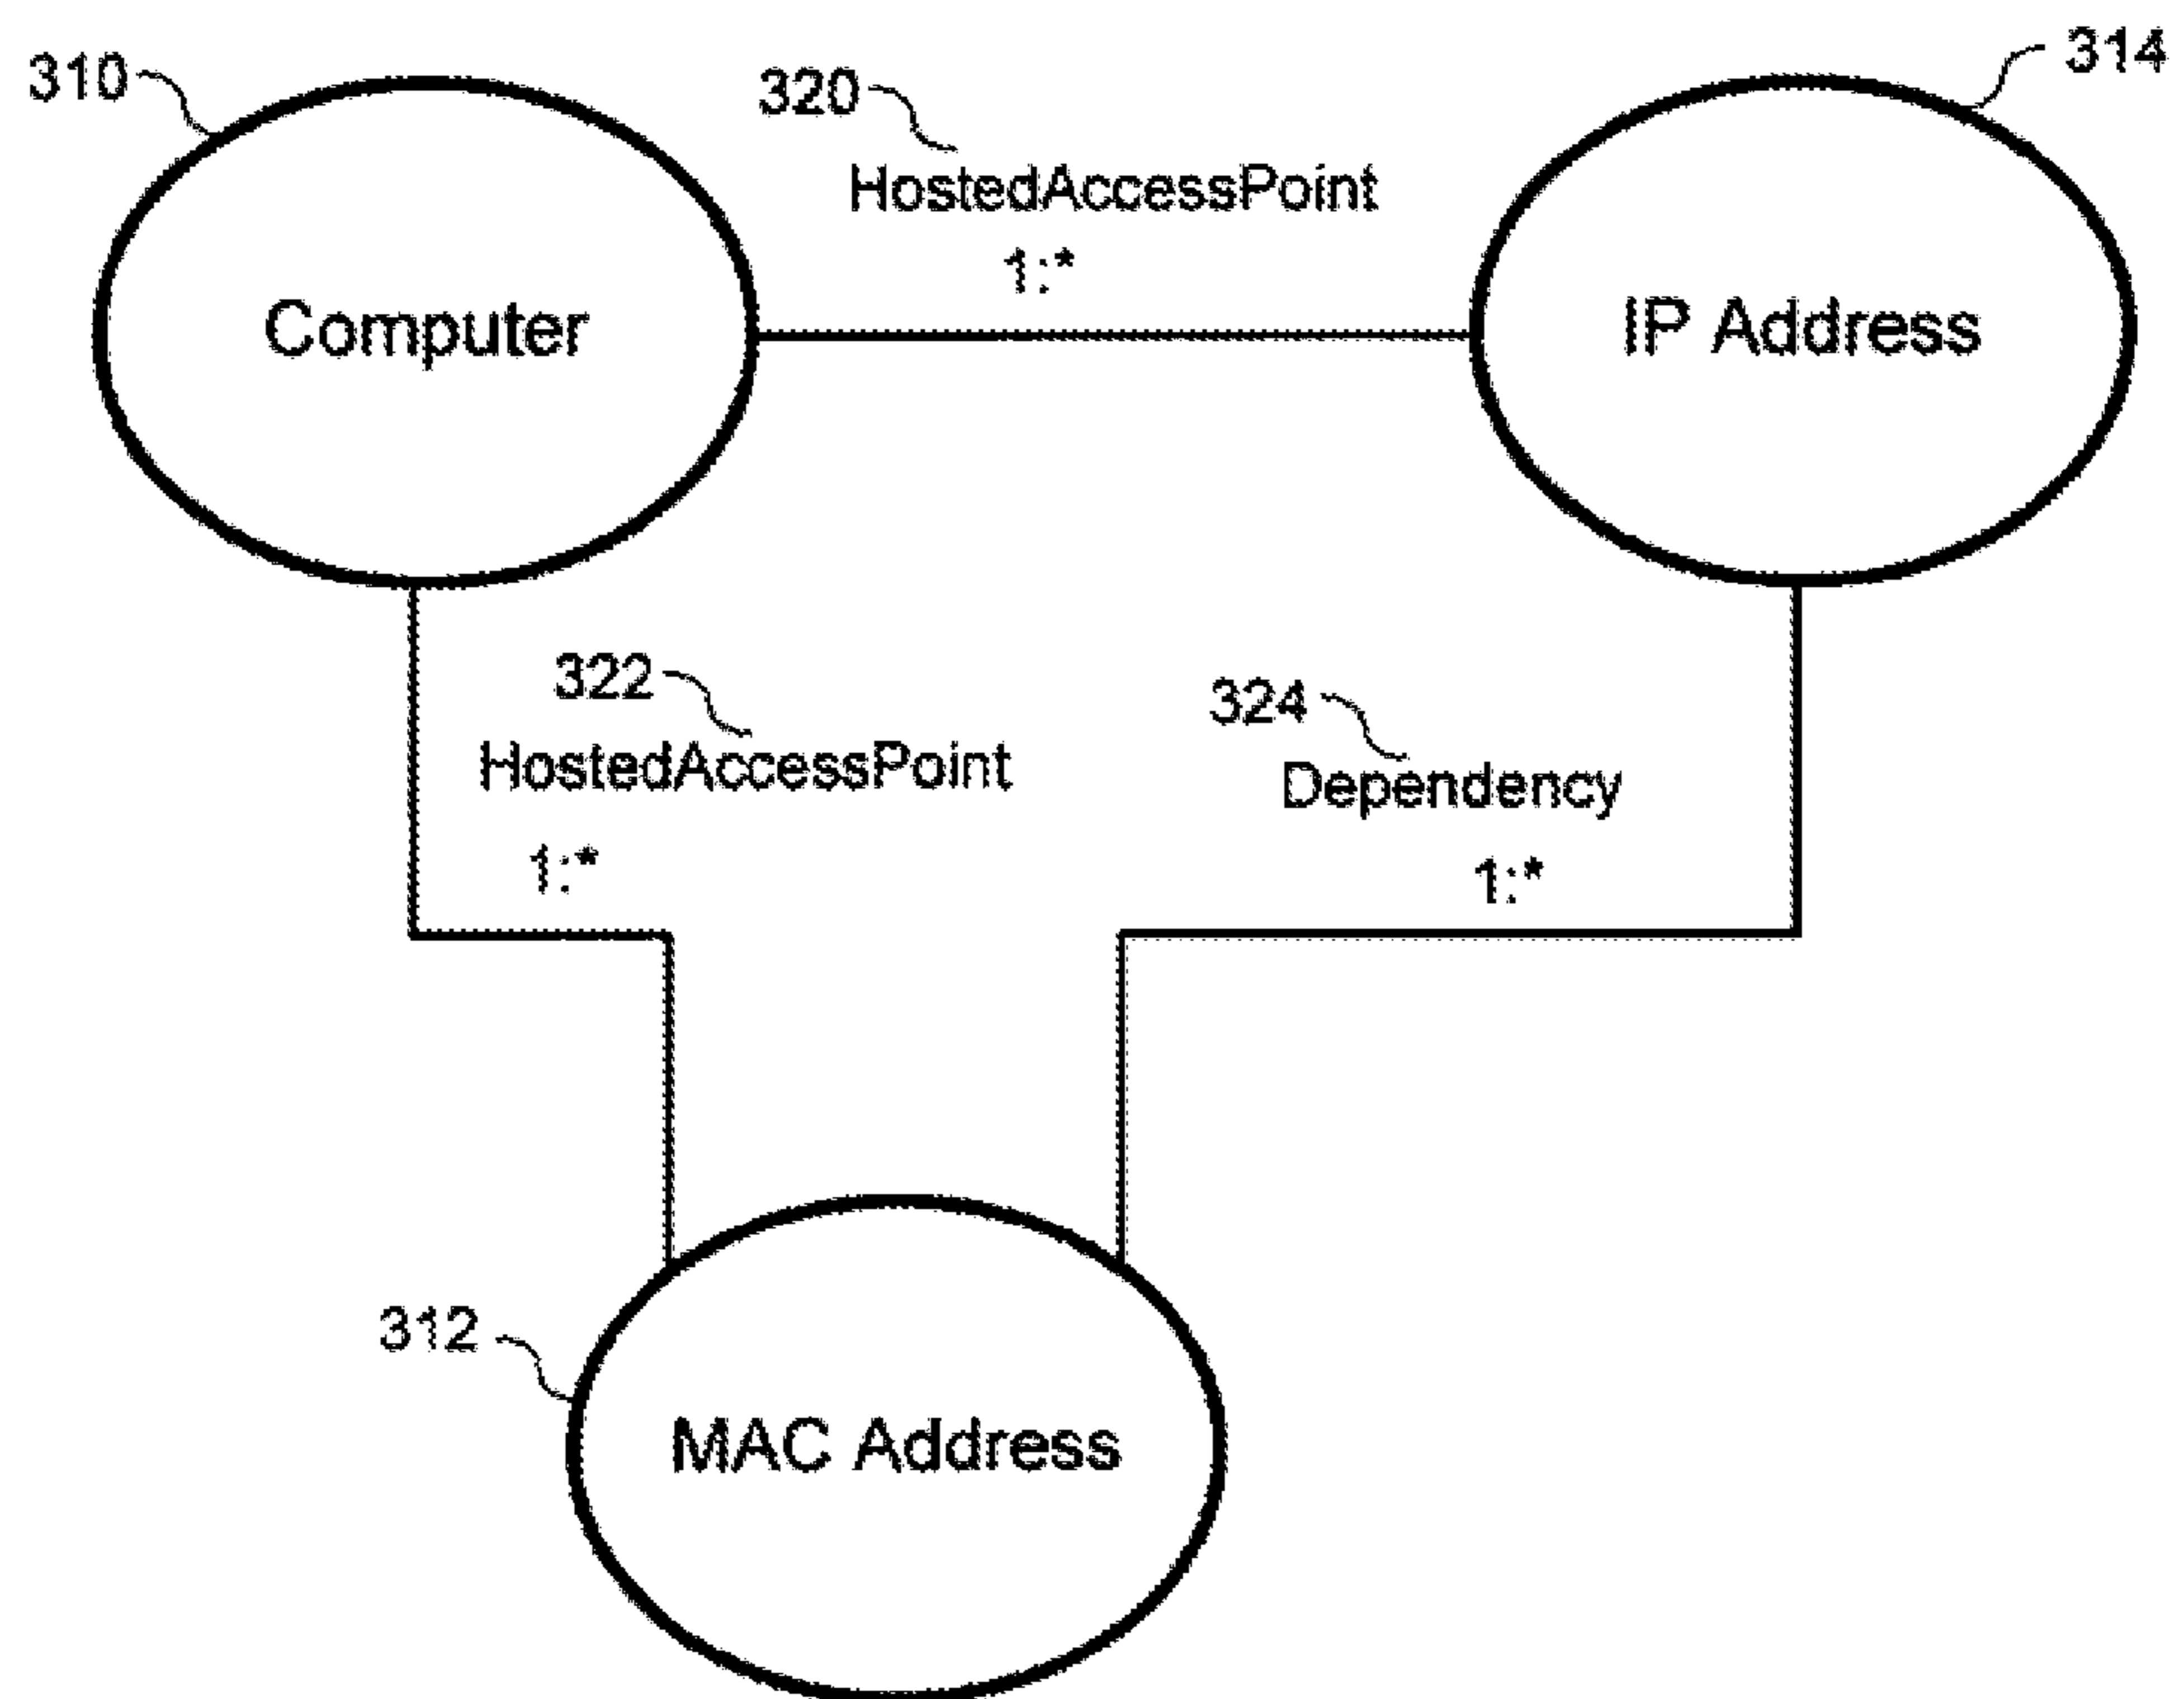 310
320
314
HostedAccessPoint
1:*
Computer
IP Address
322
324
HostedAccessPoint
Dependency
1:*
1:*
312
MAC Address